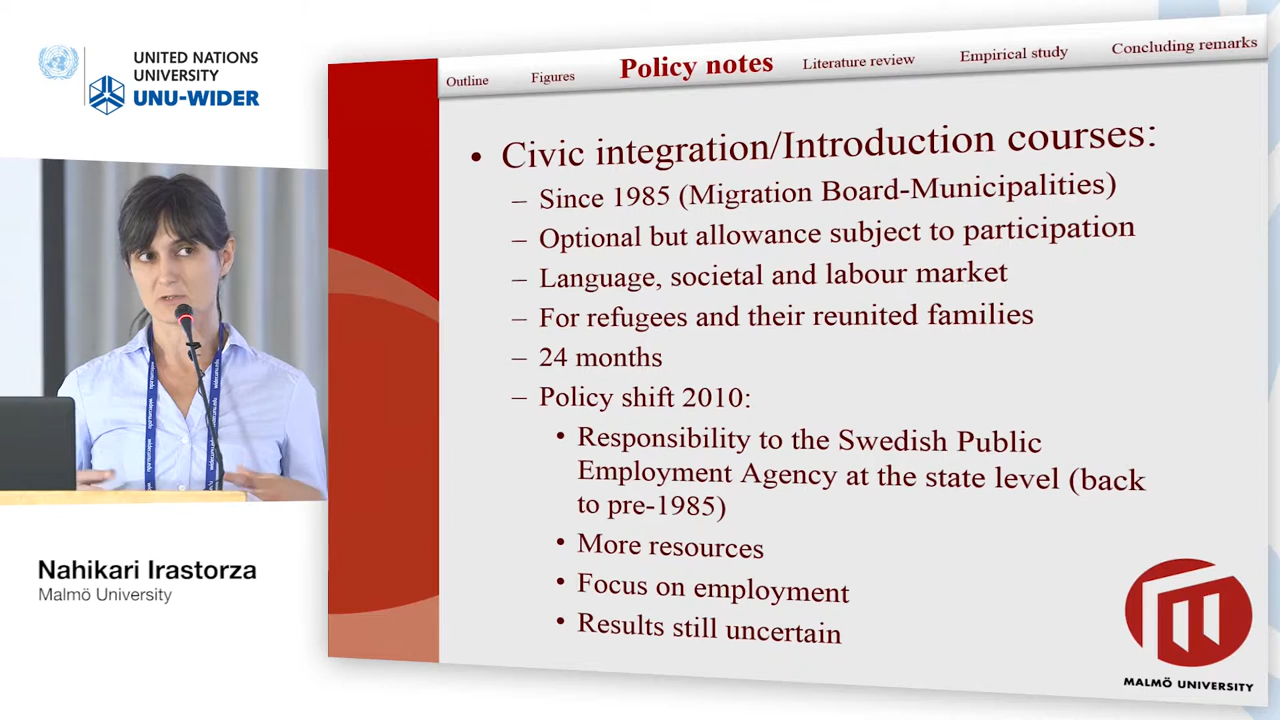 UNITED NATIONS
UNIVERSITY
UNU-WIDER
Outline
Figures
Policy notes
Literature review
Empirical study
Concluding remarks
• Civic integration/Introduction courses:
– Since 1985 (Migration Board-Municipalities)
– Optional but allowance subject to participation
– Language, societal and labour market
– For refugees and their reunited families
– 24 months
– Policy shift 2010:
• Responsibility to the Swedish Public
Employment Agency at the state level (back
to pre-1985)
• More resources
• Focus on employment
• Results still uncertain
MALMÖ UNIVERSITY
Nahikari Irastorza
Malmö University